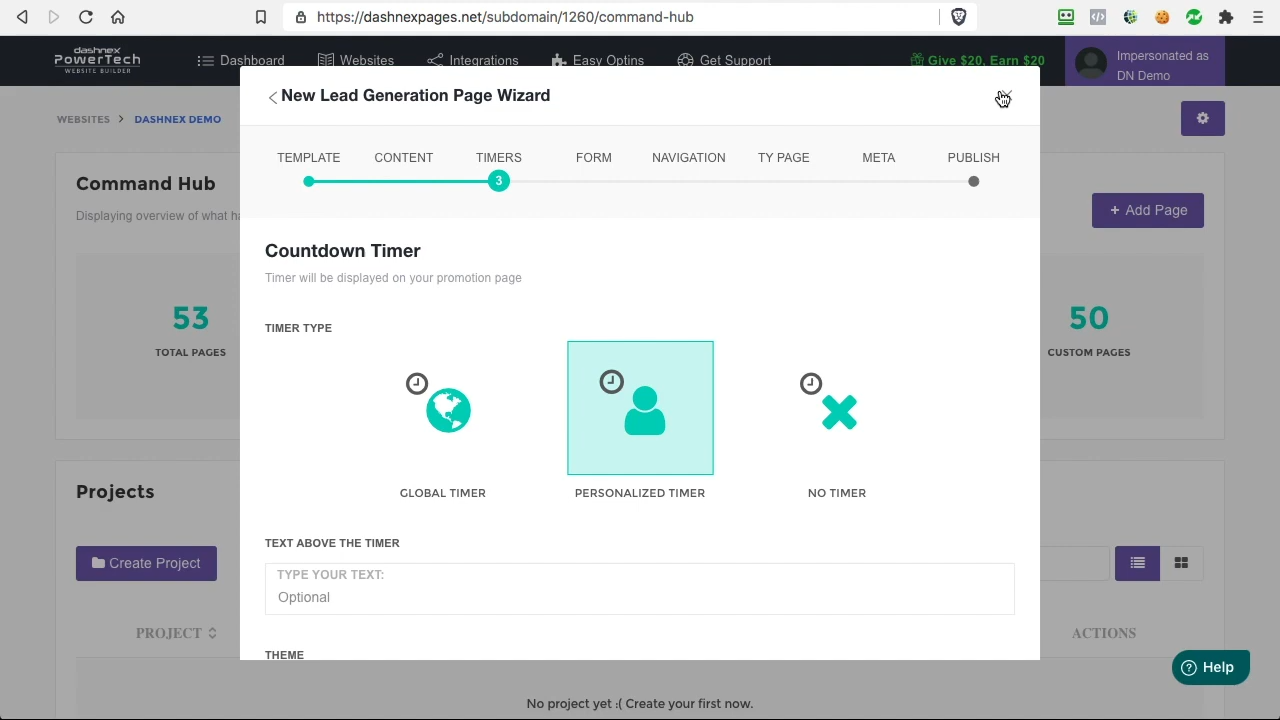 https://dashnexpages.net/subdomain/1260/command-hub
dashnex
PowerTech
WEBSITE BUILDER
Dashboard
Websites
Integrations
Easy Optins
Get Support
Give $20, Earn $20
Impersonated as
DN Demo
WEBSITES > DASHNEX DEMO
New Lead Generation Page Wizard
TEMPLATE
CONTENT
TIMERS
FORM
NAVIGATION
TY PAGE
META
PUBLISH
3
Command Hub
Displaying overview of what ha
+ Add Page
Countdown Timer
Timer will be displayed on your promotion page
53
TOTAL PAGES
50
CUSTOM PAGES
TIMER TYPE
GLOBAL TIMER
PERSONALIZED TIMER
NO TIMER
Projects
Create Project
TEXT ABOVE THE TIMER
TYPE YOUR TEXT:
Optional
PROJECT
ACTIONS
THEME
Help
No project yet :( Create your first now.